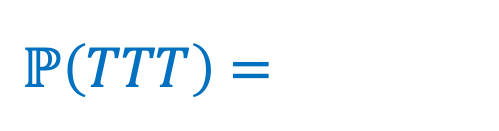 ℙ(TTT) =